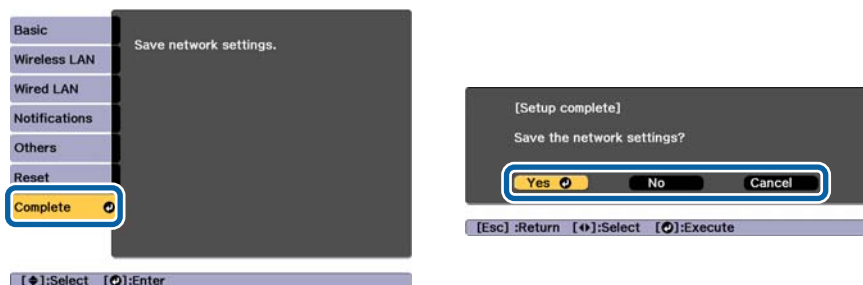 Basic
Wireless LAN
Wired LAN
Notifications
Others
Reset
Complete
Save network settings.
[◆]:Select [⏎]:Enter
[Setup complete]
Save the network settings?
Yes No Cancel
[Esc] :Return [◀▶]:Select [⏎]:Execute